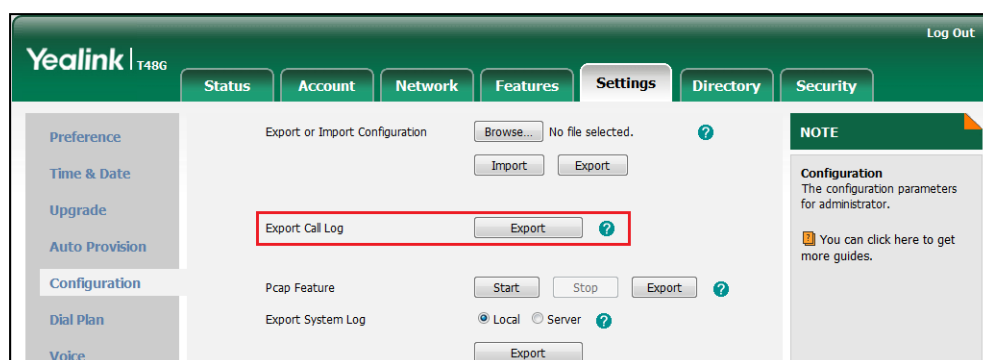 Log Out
Yealink T48G
Status Account Network Features Settings Directory Security
Preference
Time & Date
Upgrade
Auto Provision
Configuration
Dial Plan
Voice
Export or Import Configuration Browse... No file selected. ?
Import Export
Export Call Log Export ?
Pcap Feature Start Stop Export ?
Export System Log Local Server ?
Export
NOTE
Configuration
The configuration parameters
for administrator.
? You can click here to get
more guides.